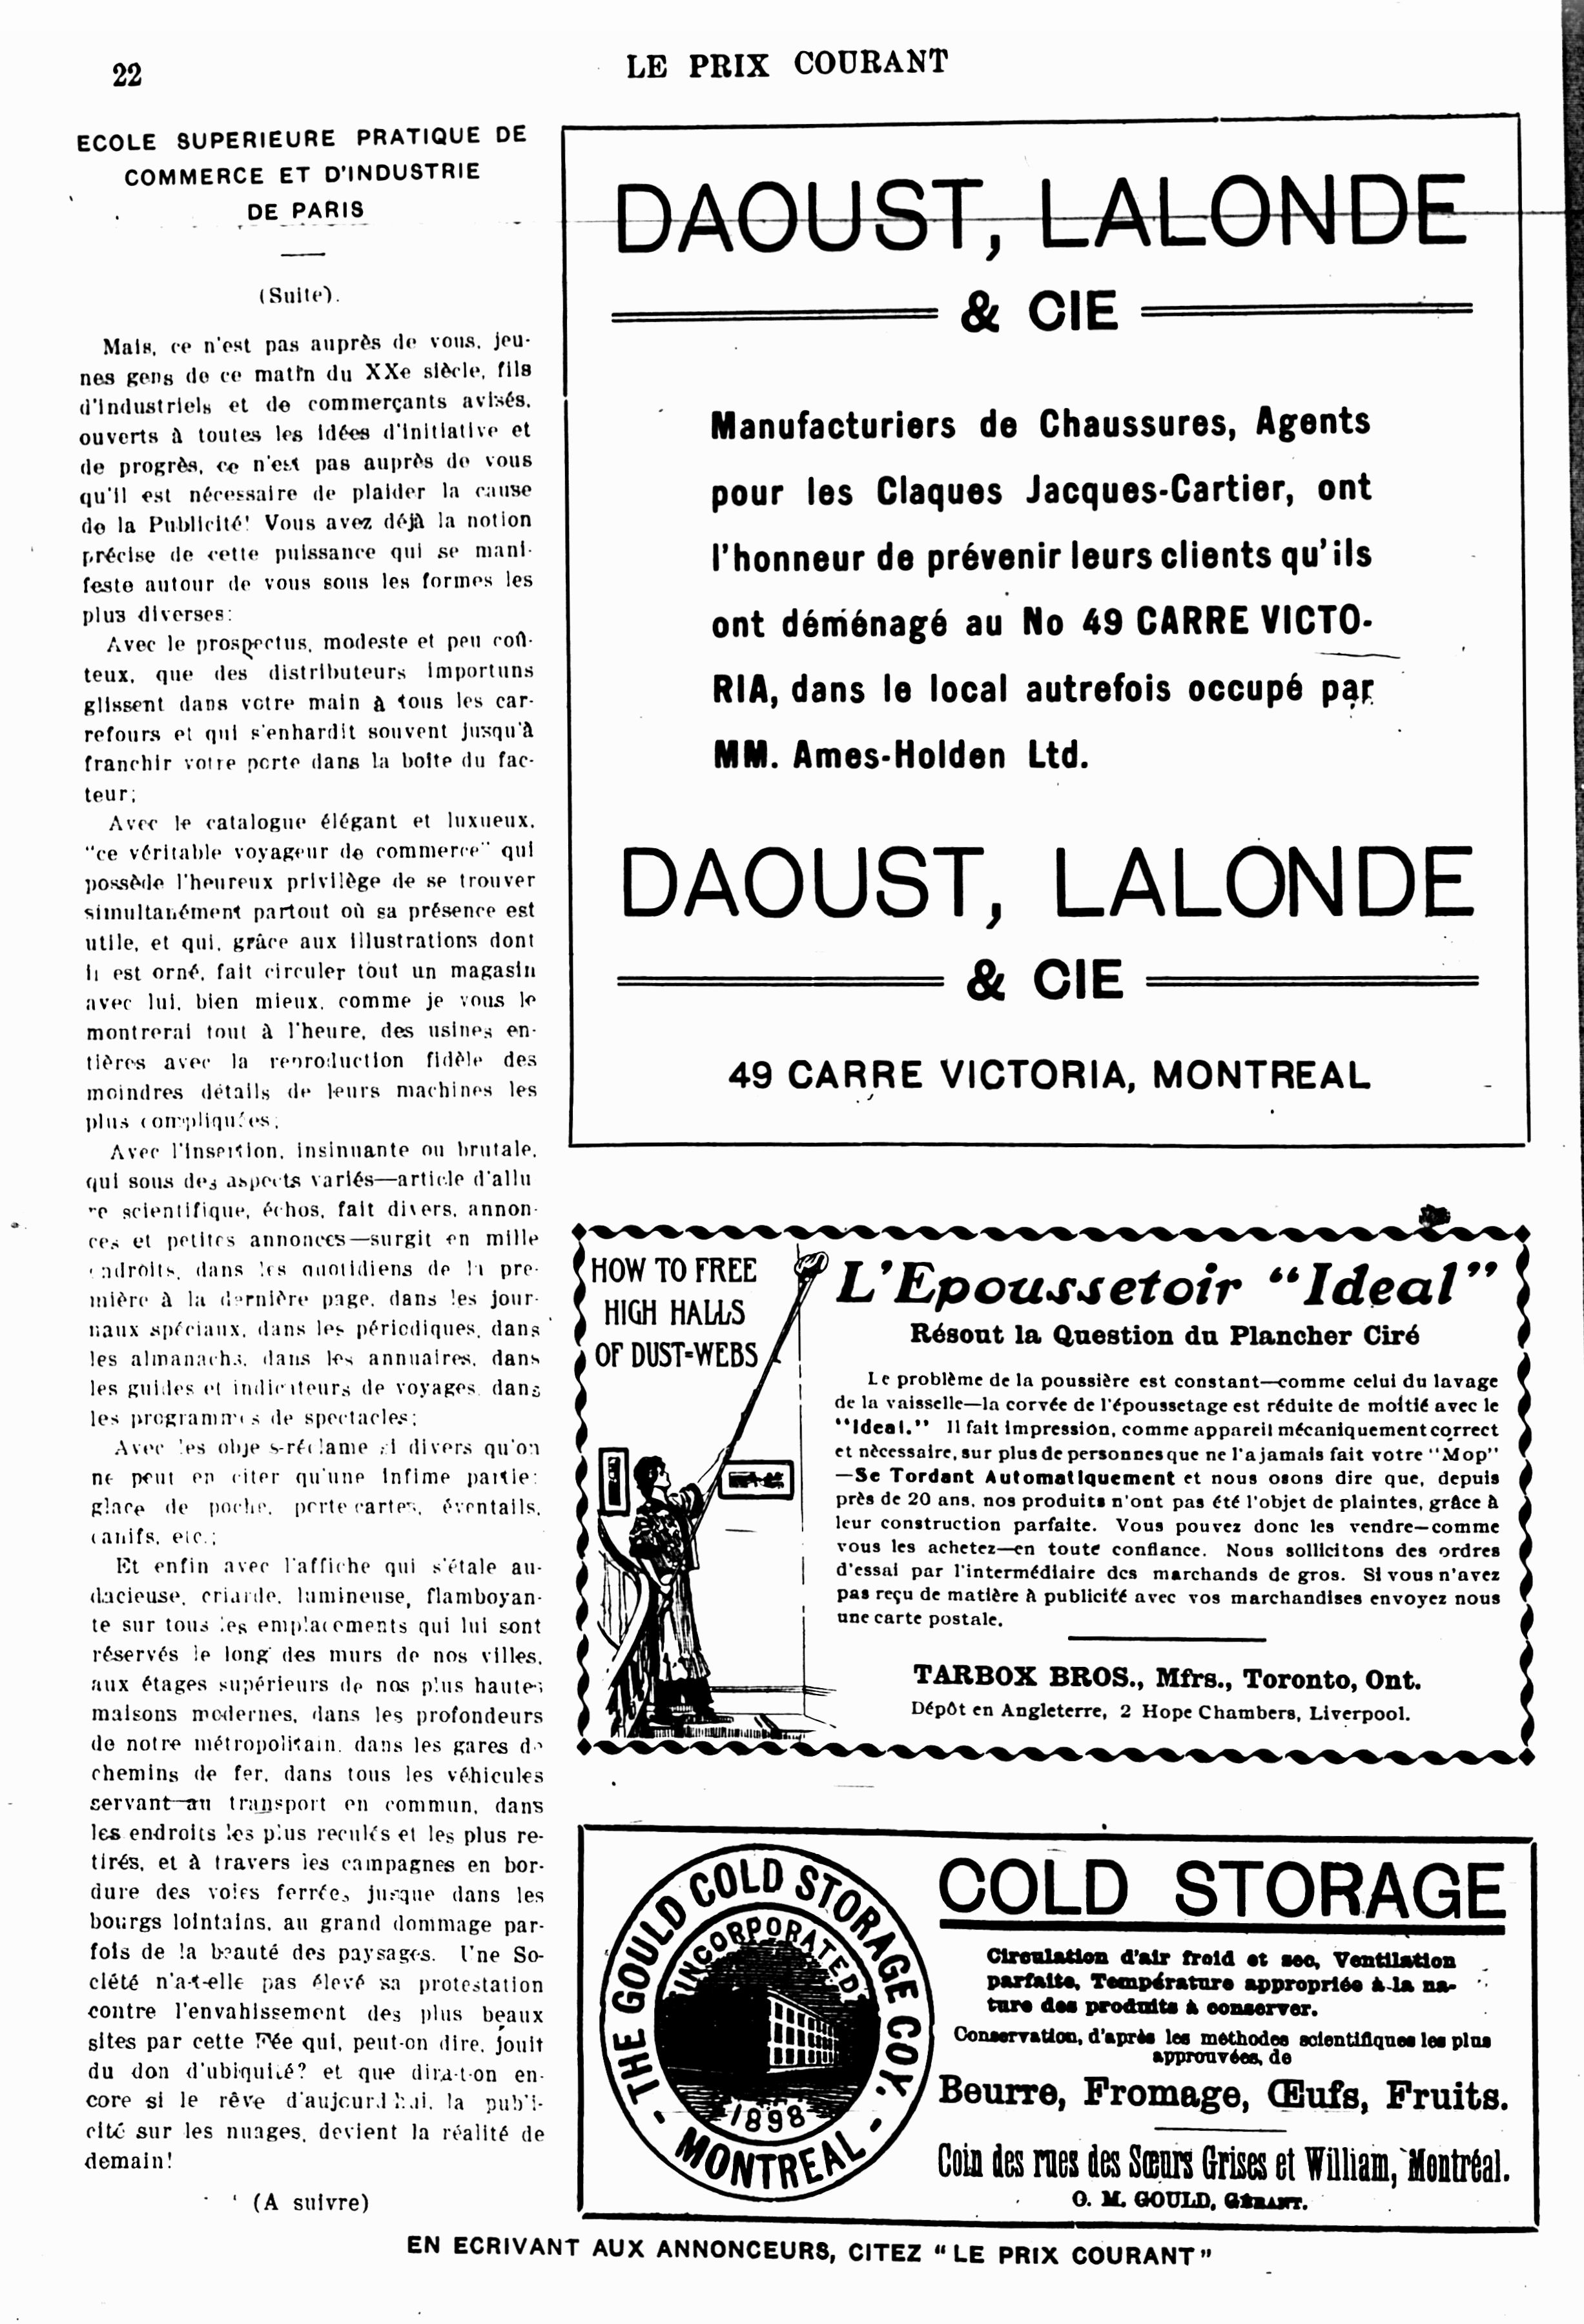 22
LE PRIX COURANT
ECOLE SUPERIEURE PRATIQUE DE
COMMERCE ET D'INDUSTRIE
DE PARIS
(Suite).
Mais, ce n'est pas auprès de vous, jeu-
nes gens de ce matin du XXe siècle, fils
d'industriels et de commerçants avisés,
ouverts à toutes les idées d'initiative et
de progrès, ce n'est pas auprès de vous
qu'il est nécessaire de plaider la cause
de la Publicité! Vous avez déjà la notion
précise de cette puissance qui se mani-
feste autour de vous sous les formes les
plus diverses:
Avec le prospectus, modeste et peu coû-
teux, que des distributeurs importuns
glissent dans votre main à tous les car-
refours et qui s'enhardit souvent jusqu'à
franchir votre porte dans la boîte du fac-
teur;
Avec le catalogue élégant et luxueux,
"ce véritable voyageur de commerce" qui
possède l'heureux privilège de se trouver
simultanément partout où sa présence est
utile, et qui, grâce aux illustrations dont
il est orné, fait circuler tout un magasin
avec lui, bien mieux, comme je vous le
montrerai tout à l'heure, des usines en-
tières avec la reproduction fidèle des
moindres détails de leurs machines les
plus compliquées;
Avec l'insertion, insinuante ou brutale,
qui sous des aspects variés—article d'allu
re scientifique, échos, fait divers, annon-
ces et petites annonces—surgit en mille
endroits, dans les quotidiens de la pre-
mière à la dernière page, dans les jour-
naux spéciaux, dans les périodiques, dans
les almanachs, dans les annuaires, dans
les guides et indicateurs de voyages, dans
les programmes de spectacles;
Avec les objets-réclame si divers qu'on
ne peut en citer qu'une infime partie:
glace de poche, porte cartes, éventails,
canifs, etc.;
Et enfin avec l'affiche qui s'étale au-
dacieuse, criarde, lumineuse, flamboyan-
te sur tous les emplacements qui lui sont
réservés le long des murs de nos villes,
aux étages supérieurs de nos plus hautes
maisons modernes, dans les profondeurs
de notre métropolitain, dans les gares de
chemins de fer, dans tous les véhicules
servant au transport en commun, dans
les endroits les plus reculés et les plus re-
tirés, et à travers les campagnes en bor-
dure des voies ferrées, jusque dans les
bourgs lointains, au grand dommage par-
fois de la beauté des paysages. Une So-
ciété n'a-t-elle pas élevé sa protestation
contre l'envahissement des plus beaux
sites par cette Fée qui, peut-on dire, jouit
du don d'ubiquité? et que dira-t-on en-
core si le rêve d'aujourd'hui, la publi-
cité sur les nuages, devient la réalité de
demain!
(A suivre)
DAOUST, LALONDE
& CIE
Manufacturiers de Chaussures, Agents
pour les Claques Jacques-Cartier, ont
l'honneur de prévenir leurs clients qu'ils
ont déménagé au No 49 CARRE VICTO-
RIA, dans le local autrefois occupé par
MM. Ames-Holden Ltd.
DAOUST, LALONDE
& CIE
49 CARRE VICTORIA, MONTREAL
HOW TO FREE
HIGH HALLS
OF DUST-WEBS
L'Epoussetoir "Ideal"
Résout la Question du Plancher Ciré
Le problème de la poussière est constant—comme celui du lavage
de la vaisselle—la corvée de l'époussetage est réduite de moitié avec le
"Ideal." Il fait impression, comme appareil mécaniquement correct
et nècessaire, sur plus de personnes que ne l'a jamais fait votre "Mop"
—Se Tordant Automatiquement et nous osons dire que, depuis
près de 20 ans, nos produits n'ont pas été l'objet de plaintes, grâce à
leur construction parfaite. Vous pouvez donc les vendre—comme
vous les achetez—en toute confiance. Nous sollicitons des ordres
d'essai par l'intermédiaire des marchands de gros. Si vous n'avez
pas reçu de matière à publicité avec vos marchandises envoyez nous
une carte postale.
TARBOX BROS., Mfrs., Toronto, Ont.
Dépôt en Angleterre, 2 Hope Chambers, Liverpool.
THE GOULD COLD STORAGE COY.
INCORPORATED
1898
- MONTREAL -
COLD STORAGE
Circulation d'air froid et sec, Ventilation
parfaite, Température appropriée à la na-
ture des produits à conserver.
Conservation, d'après les méthodes scientifiques les plus
approuvées, de
Beurre, Fromage, Œufs, Fruits.
Coin des rues des Sœurs Grises et William, Montréal.
O. M. GOULD, GÉRANT.
EN ECRIVANT AUX ANNONCEURS, CITEZ "LE PRIX COURANT"